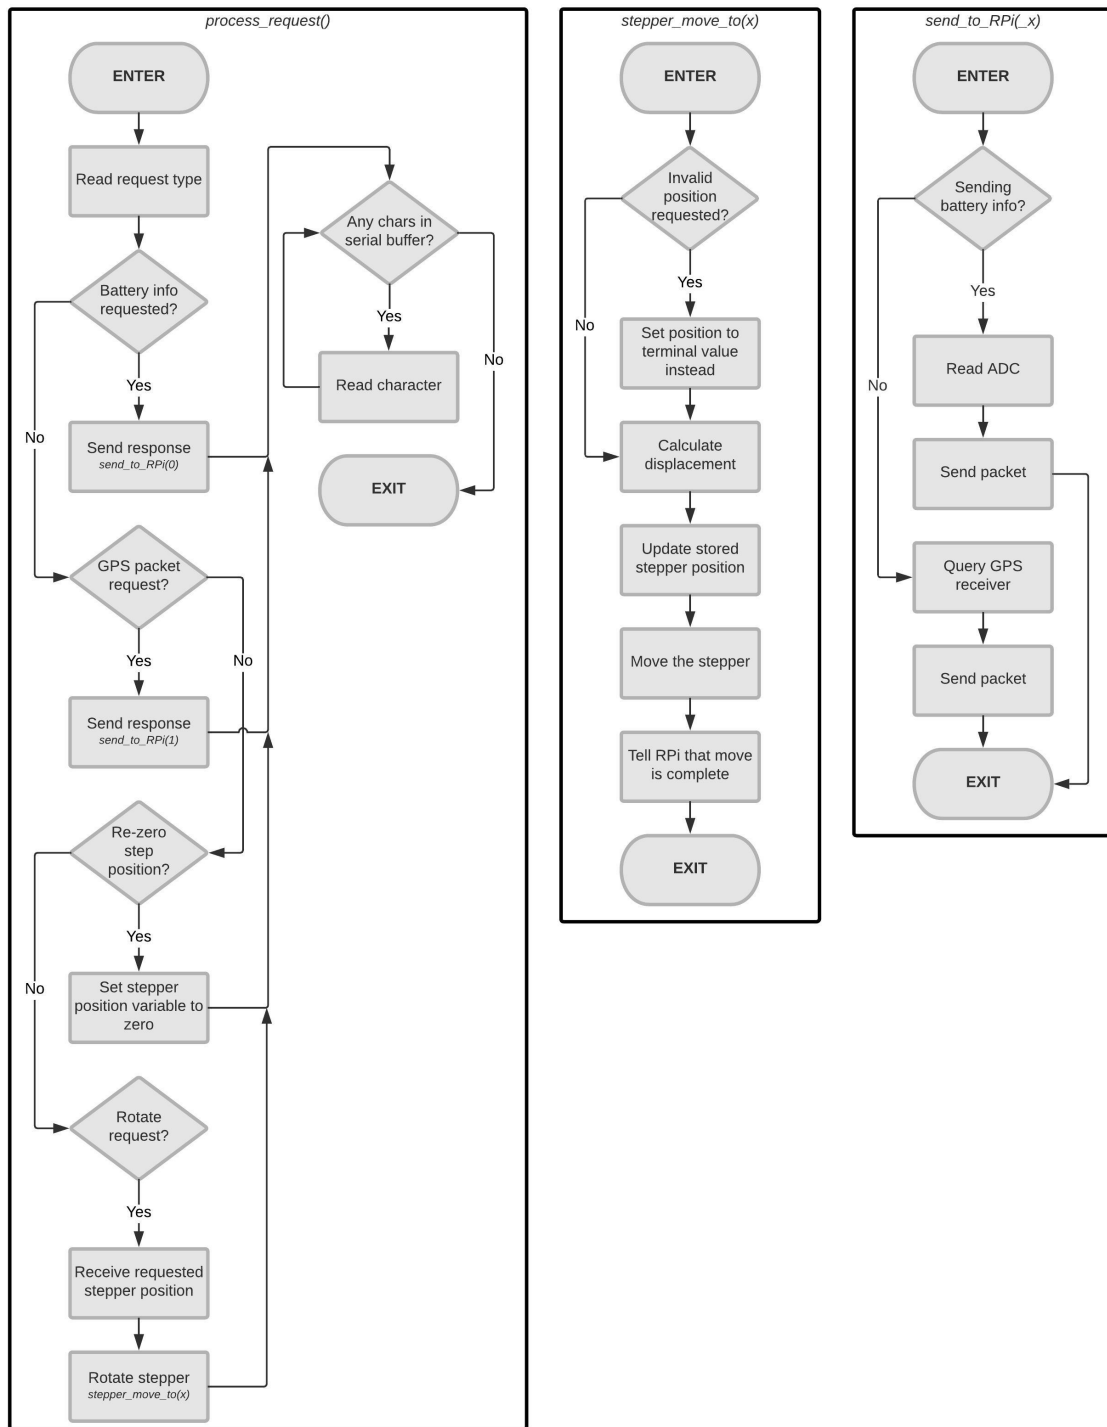 process_request()
ENTER
Read request type
Battery info
requested?
Yes
No
Send response
send_to_RPi(0)
GPS packet
request?
Yes
No
Send response
send_to_RPi(1)
Re-zero
step
position?
Yes
No
Set stepper
position variable to
zero
Rotate
request?
Yes
Receive requested
stepper position
Rotate stepper
stepper_move_to(x)
Any chars in
serial buffer?
Yes
No
Read character
EXIT
stepper_move_to(x)
ENTER
Invalid
position
requested?
Yes
No
Set position to
terminal value
instead
Calculate
displacement
Update stored
stepper position
Move the stepper
Tell RPi that move
is complete
EXIT
send_to_RPi(_x)
ENTER
Sending
battery info?
Yes
No
Read ADC
Send packet
Query GPS
receiver
Send packet
EXIT